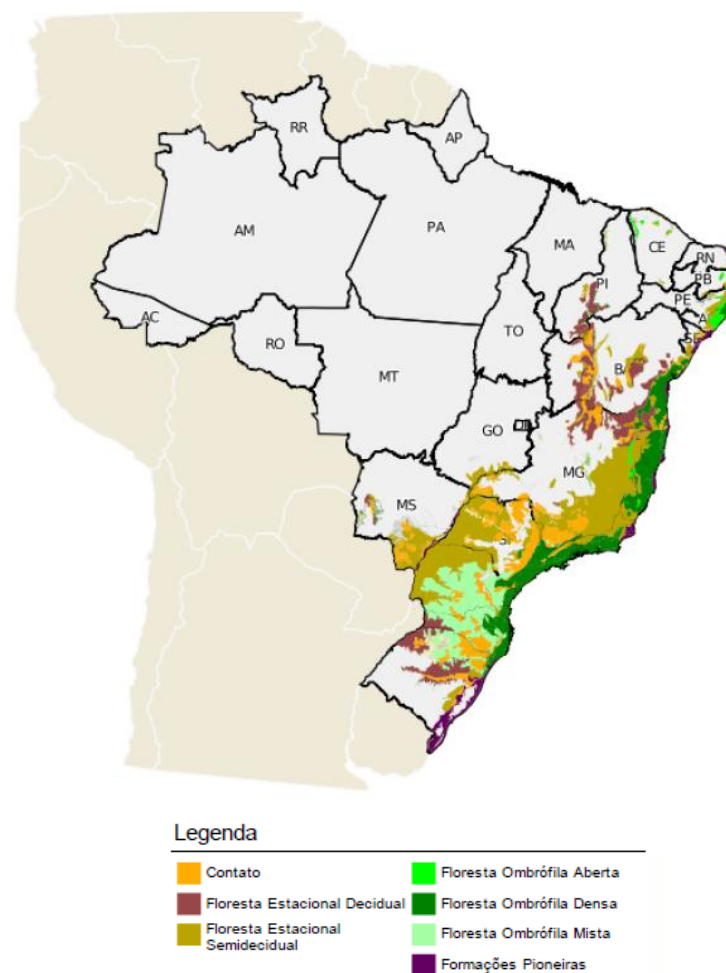 RR
AP
AM
PA
MA
CE
RN
PB
PI
PE
AC
A
SE
TO
RO
BA
MT
GO
DF
MG
MS
SP
Legenda
Contato
Floresta Ombrófila Aberta
Floresta Estacional Decidual
Floresta Ombrófila Densa
Floresta Estacional
Semidecidual
Floresta Ombrófila Mista
Formações Pioneiras